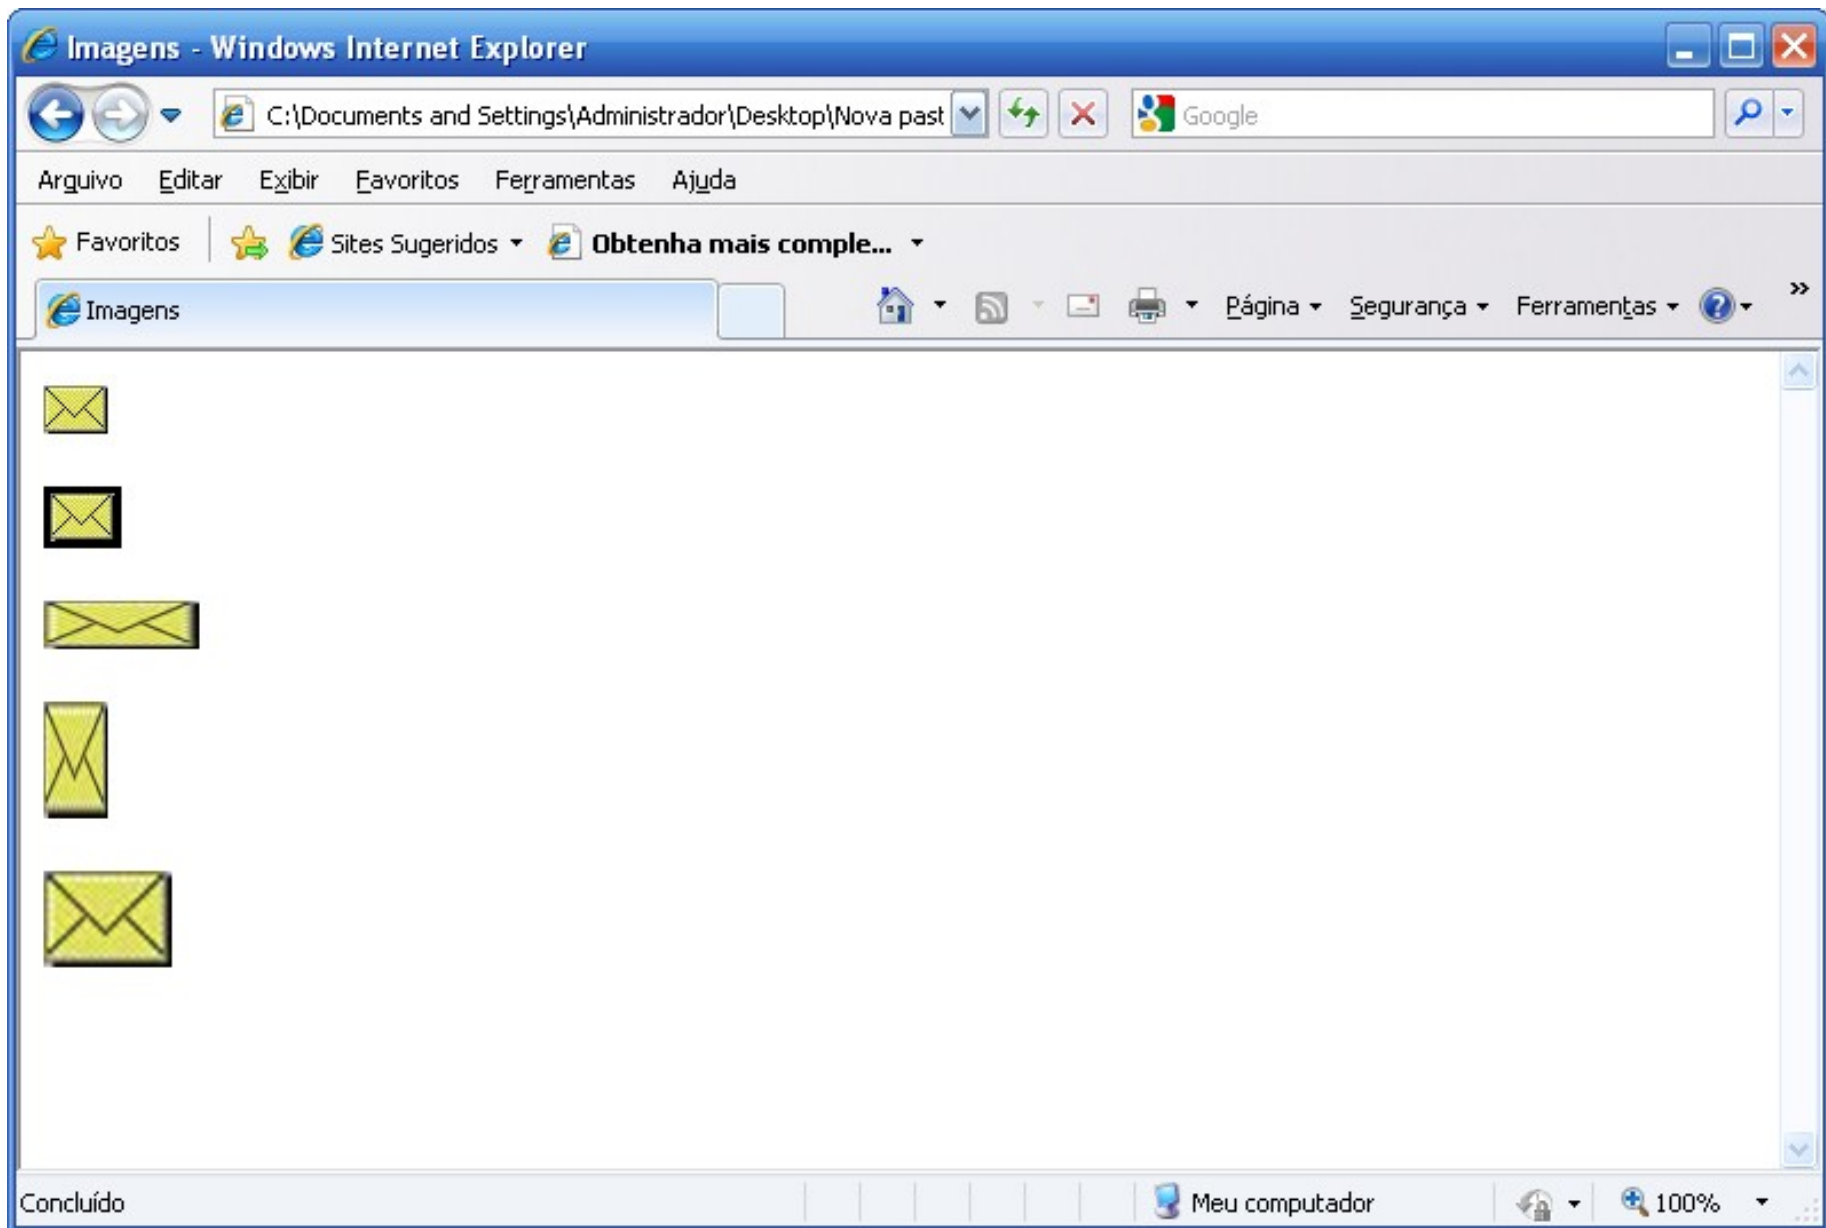 Imagens - Windows Internet Explorer
C:\Documents and Settings\Administrador\Desktop\Nova past Google
Arquivo Editar Exibir Favoritos Ferramentas Ajuda
Favoritos Sites Sugeridos Obtenha mais comple...
Imagens Página Segurança Ferramentas
Concluído Meu computador 100%